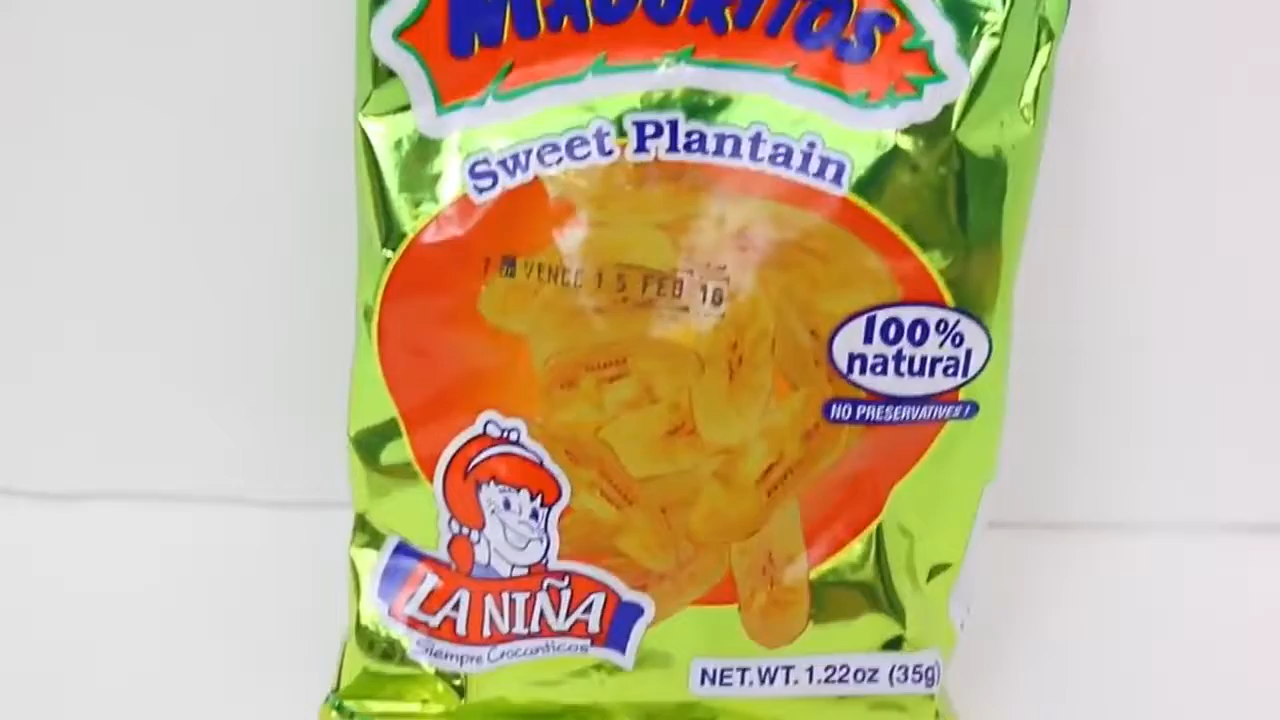 MADURITOS
Sweet Plantain
VENCE 15 FEB 18
100%
natural
NO PRESERVATIVES!
LA NIÑA
Siempre Crocanticos
NET.WT. 1.22oz (35g)